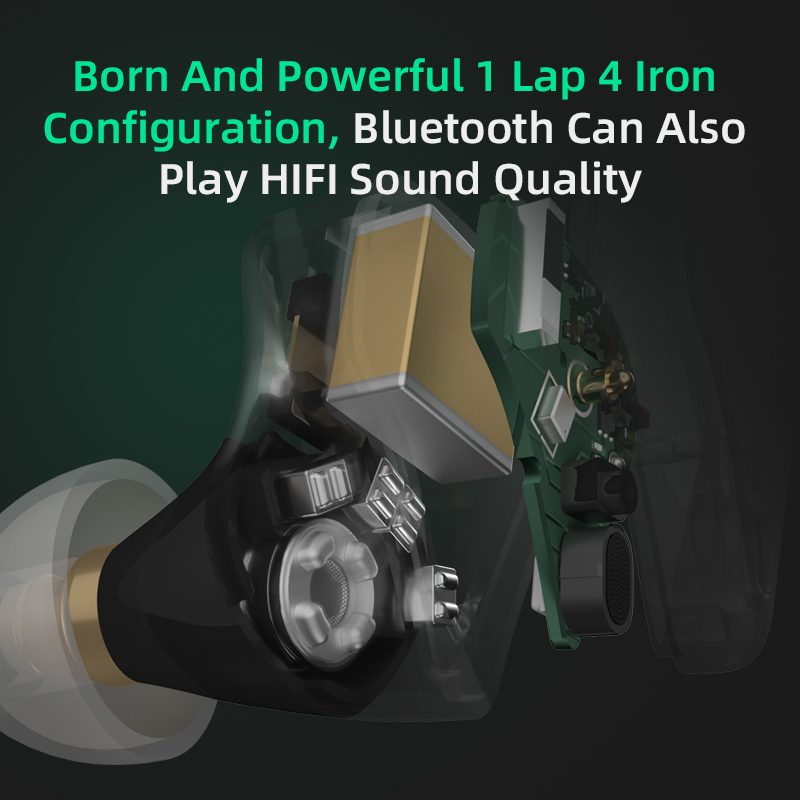 Born And Powerful 1 Lap 4 Iron
Configuration, Bluetooth Can Also
Play HIFI Sound Quality